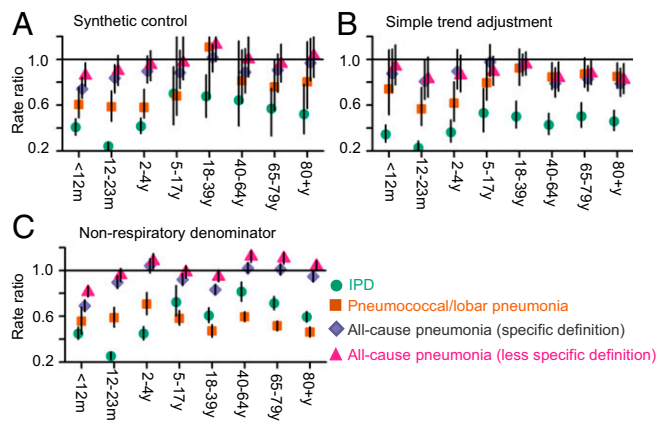 A
Synthetic control
Rate ratio
1.0
0.6
0.2
<12m
12-23m
2-4y
5-17y
18-39y
40-64y
65-79y
80+y
B
Simple trend adjustment
1.0
0.6
0.2
<12m
12-23m
2-4y
5-17y
18-39y
40-64y
65-79y
80+y
C
Non-respiratory denominator
Rate ratio
1.0
0.6
0.2
<12m
12-23m
2-4y
5-17y
18-39y
40-64y
65-79y
80+y
IPD
Pneumococcal/lobar pneumonia
All-cause pneumonia (specific definition)
All-cause pneumonia (less specific definition)